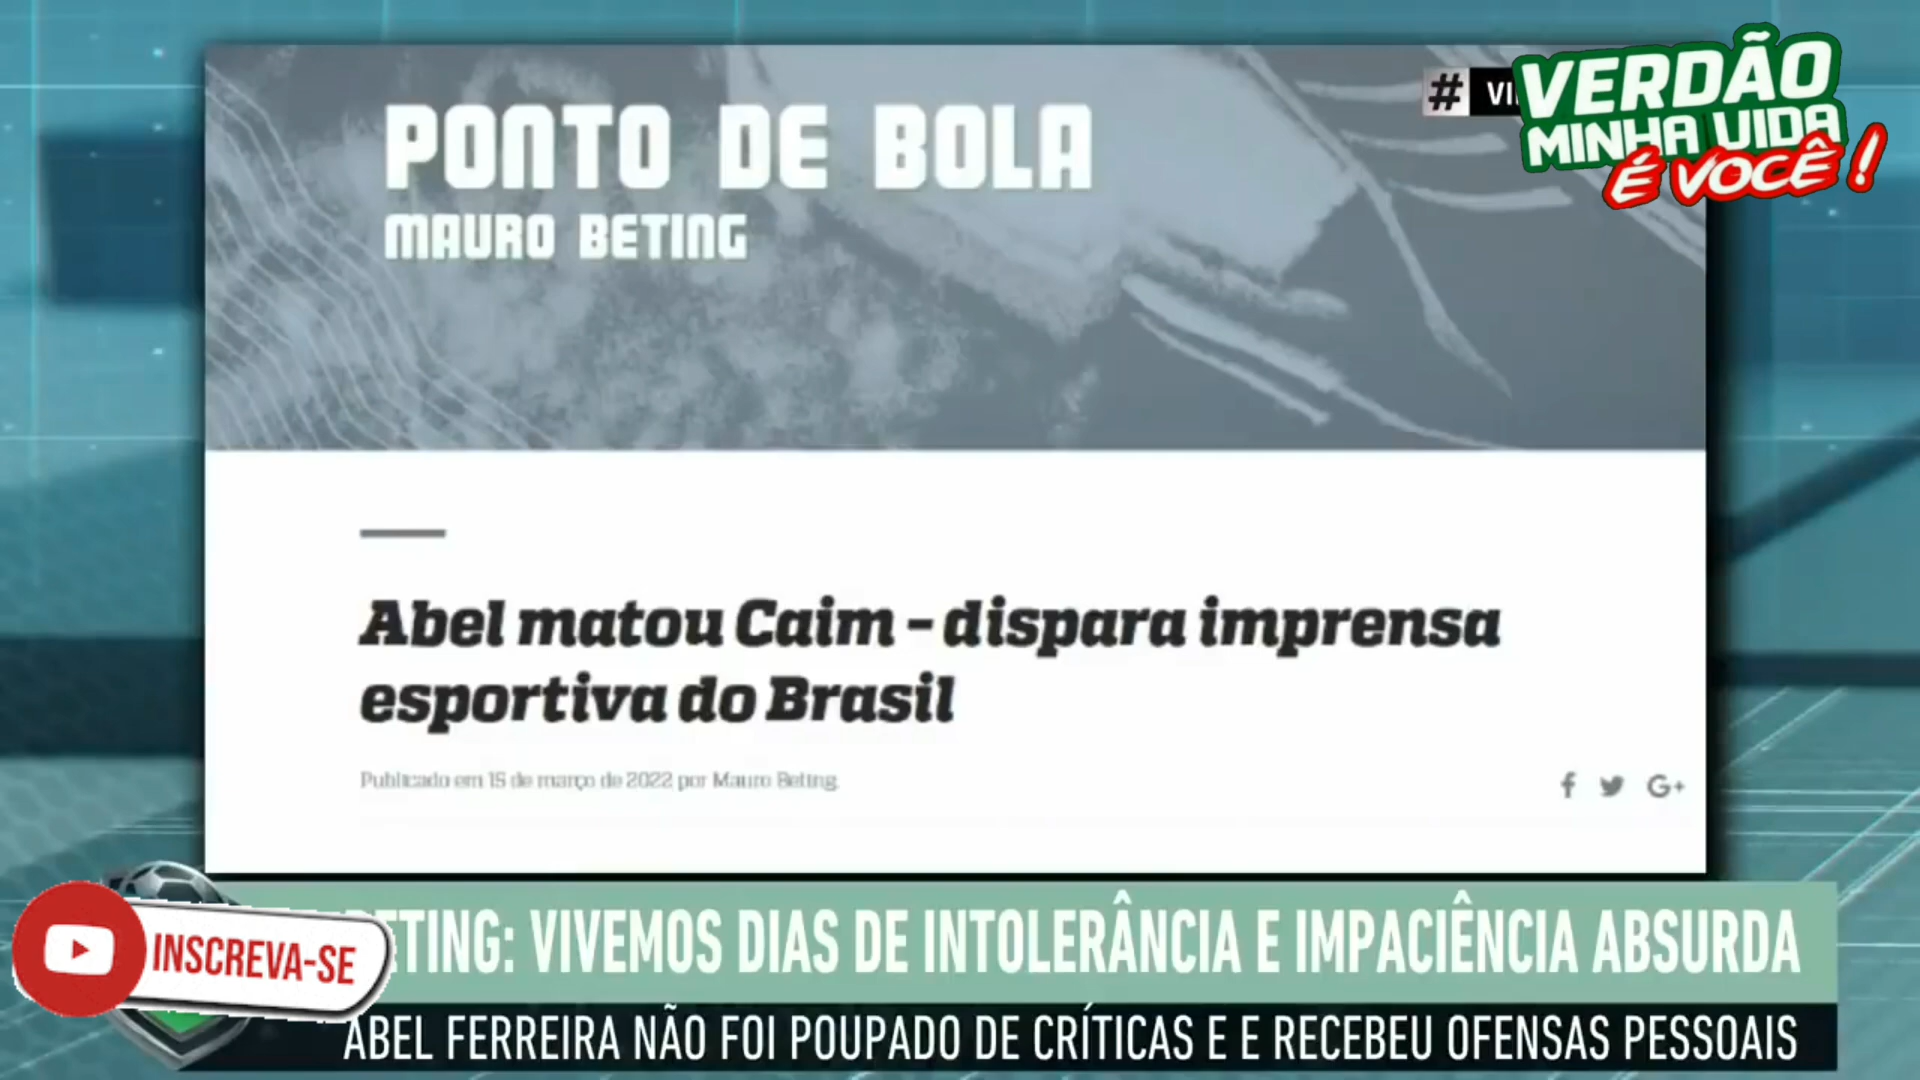 PONTO DE BOLA
MAURO BETING
#
VERDÃO
MINHA VIDA
É VOCÊ!
Abel matou Caim - dispara imprensa
esportiva do Brasil
Publicado em 15 de março de 2022 por Mauro Beting
G+
INSCREVA-SE
ETING: VIVEMOS DIAS DE INTOLERÂNCIA E IMPACIÊNCIA ABSURDA
ABEL FERREIRA NÃO FOI POUPADO DE CRÍTICAS E E RECEBEU OFENSAS PESSOAIS